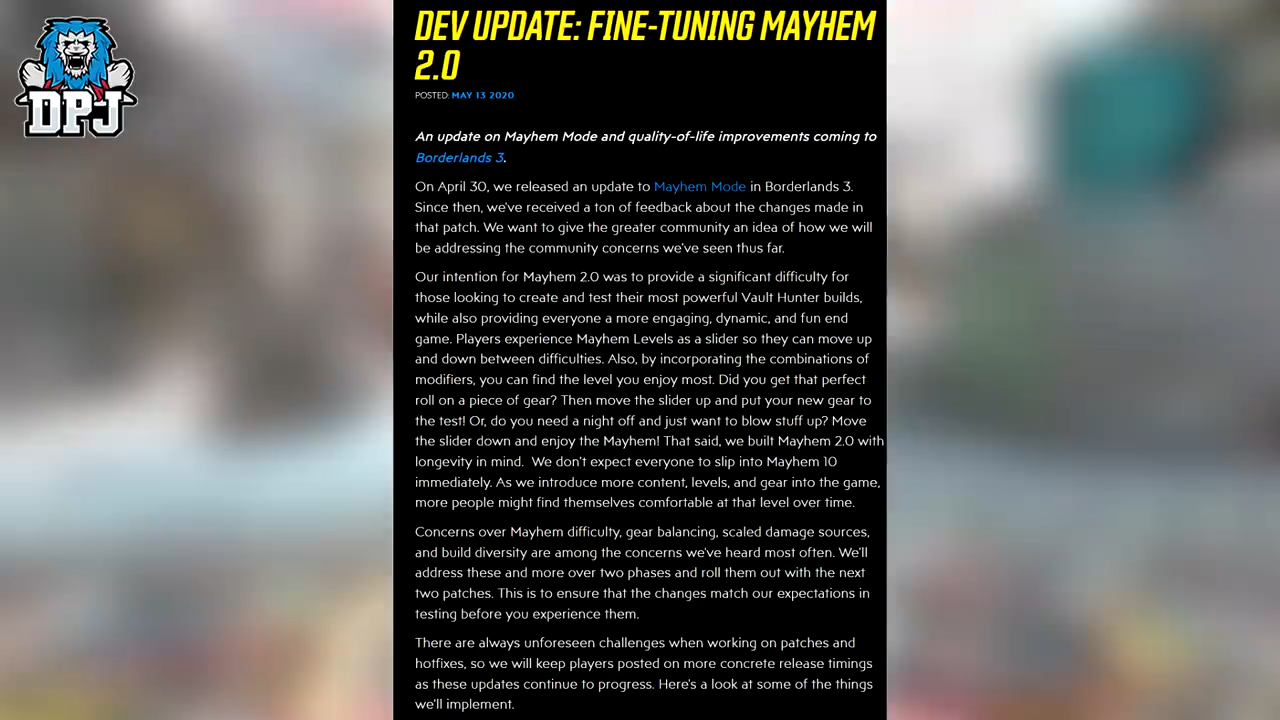 DPJ
DEV UPDATE: FINE-TUNING MAYHEM
2.0
POSTED: MAY 13 2020
An update on Mayhem Mode and quality-of-life improvements coming to
Borderlands 3.
On April 30, we released an update to Mayhem Mode in Borderlands 3.
Since then, we've received a ton of feedback about the changes made in
that patch. We want to give the greater community an idea of how we will
be addressing the community concerns we've seen thus far.
Our intention for Mayhem 2.0 was to provide a significant difficulty for
those looking to create and test their most powerful Vault Hunter builds,
while also providing everyone a more engaging, dynamic, and fun end
game. Players experience Mayhem Levels as a slider so they can move up
and down between difficulties. Also, by incorporating the combinations of
modifiers, you can find the level you enjoy most. Did you get that perfect
roll on a piece of gear? Then move the slider up and put your new gear to
the test! Or, do you need a night off and just want to blow stuff up? Move
the slider down and enjoy the Mayhem! That said, we built Mayhem 2.0 with
longevity in mind.  We don't expect everyone to slip into Mayhem 10
immediately. As we introduce more content, levels, and gear into the game,
more people might find themselves comfortable at that level over time.
Concerns over Mayhem difficulty, gear balancing, scaled damage sources,
and build diversity are among the concerns we've heard most often. We'll
address these and more over two phases and roll them out with the next
two patches. This is to ensure that the changes match our expectations in
testing before you experience them.
There are always unforeseen challenges when working on patches and
hotfixes, so we will keep players posted on more concrete release timings
as these updates continue to progress. Here's a look at some of the things
we'll implement.